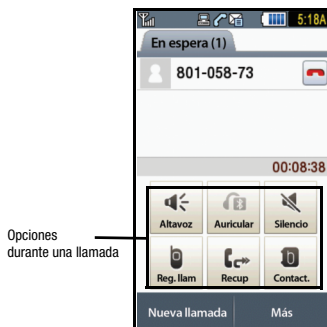 5:18A
En espera (1)
801-058-73
00:08:38
Altavoz Auricular Silencio
Opciones
durante una llamada
Reg. llam Recup Contact.
Nueva llamada Más